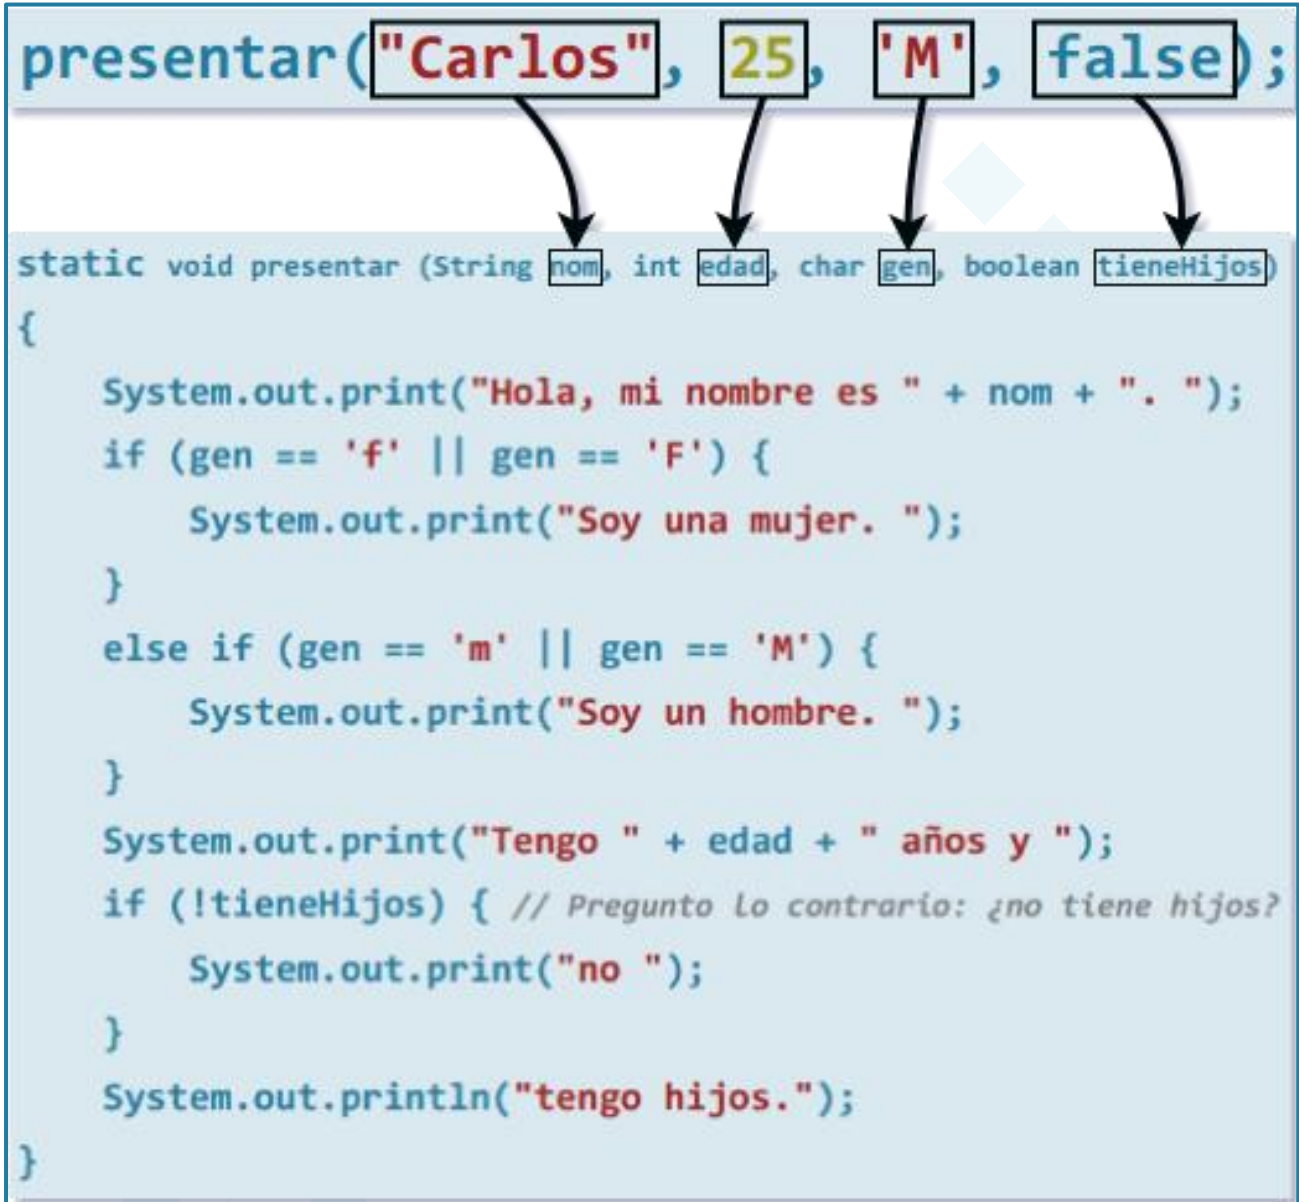 presentar("Carlos", 25, 'M', false);
static void presentar (String nom, int edad, char gen, boolean tieneHijos)
{
System.out.print("Hola, mi nombre es " + nom + ". ");
if (gen == 'f' || gen == 'F') {
System.out.print("Soy una mujer. ");
}
else if (gen == 'm' || gen == 'M') {
System.out.print("Soy un hombre. ");
}
System.out.print("Tengo " + edad + " años y ");
if (!tieneHijos) { // Pregunto lo contrario: ¿no tiene hijos?
System.out.print("no ");
}
System.out.println("tengo hijos.");
}